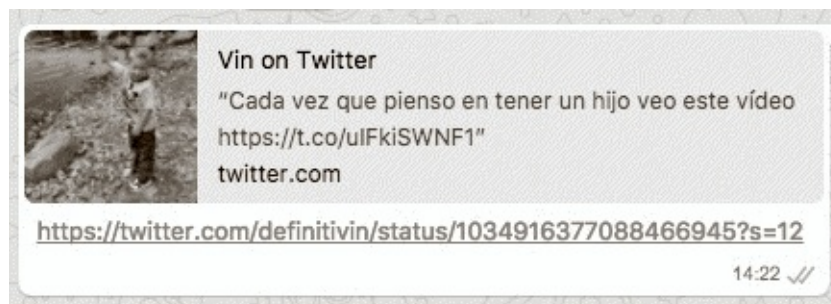 Vin on Twitter
“Cada vez que pienso en tener un hijo veo este vídeo
https://t.co/ulFkiSWNF1”
twitter.com
https://twitter.com/definitivin/status/1034916377088466945?s=12
14:22